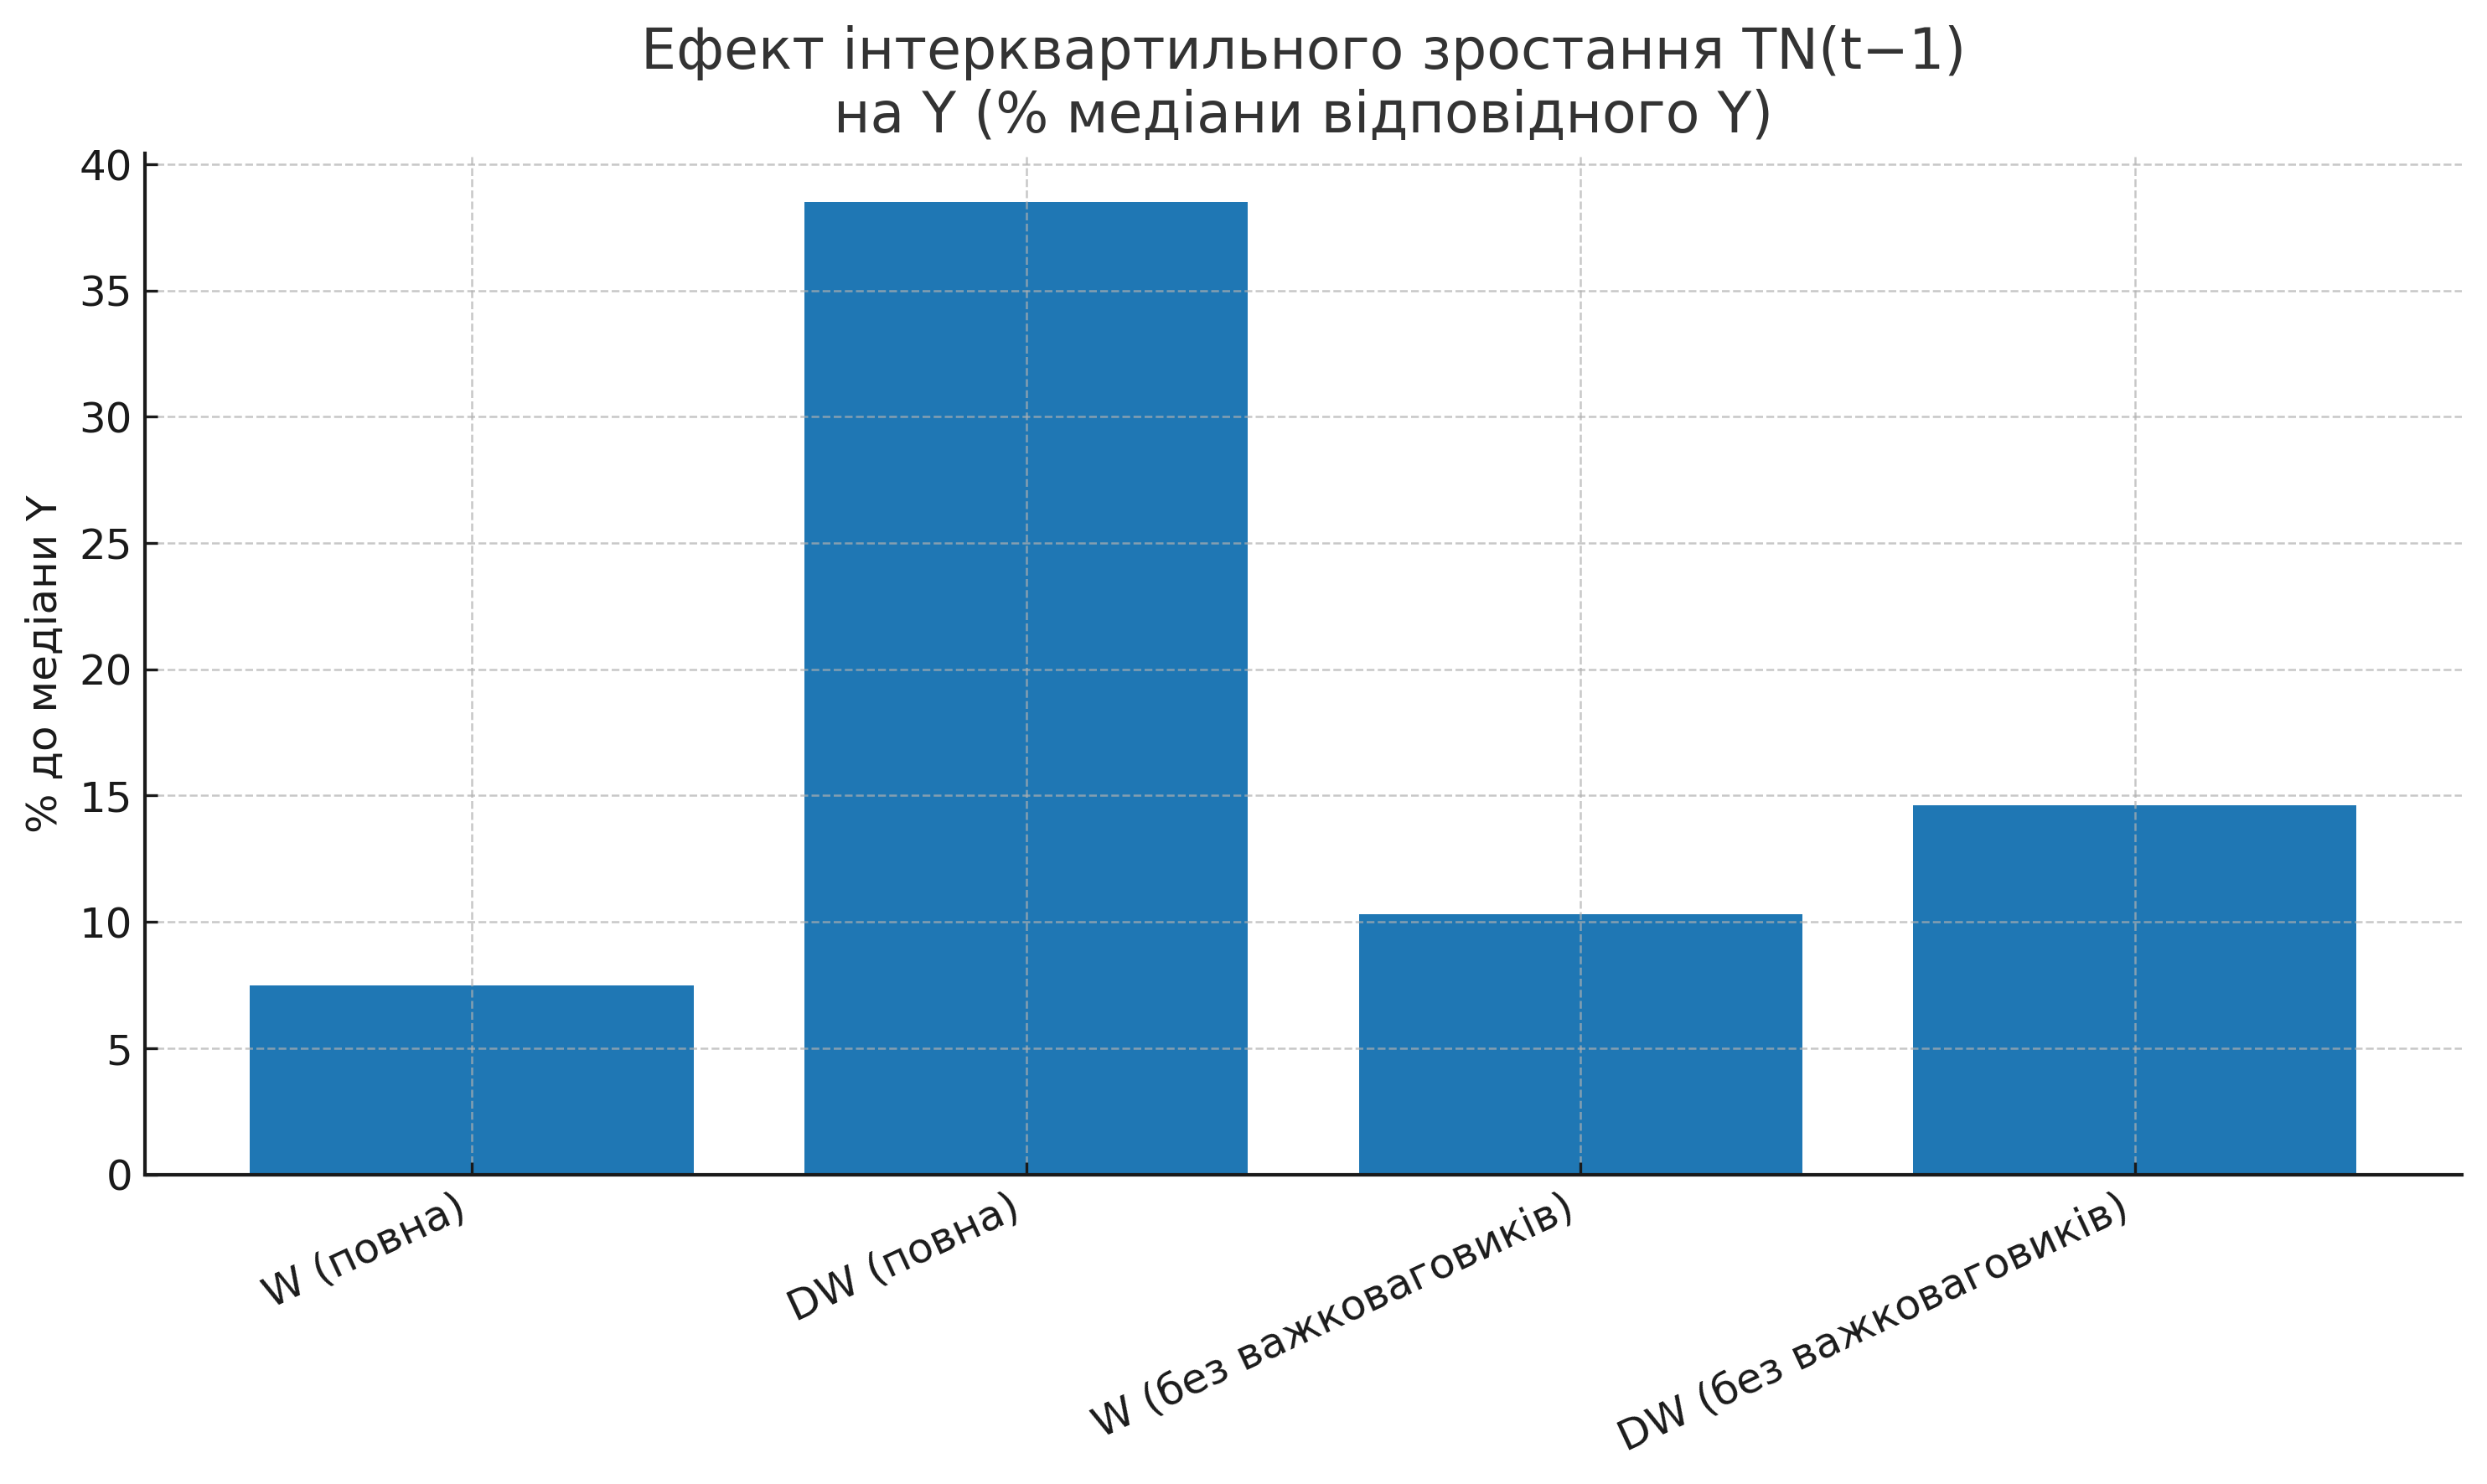 Ефект інтерквартильного зростання TN(t−1)
на Y (% медіани відповідного Y)
% до медіани Y
40
35
30
25
20
15
10
5
0
W (повна)
DW (повна)
W (без важковаговиків)
DW (без важковаговиків)